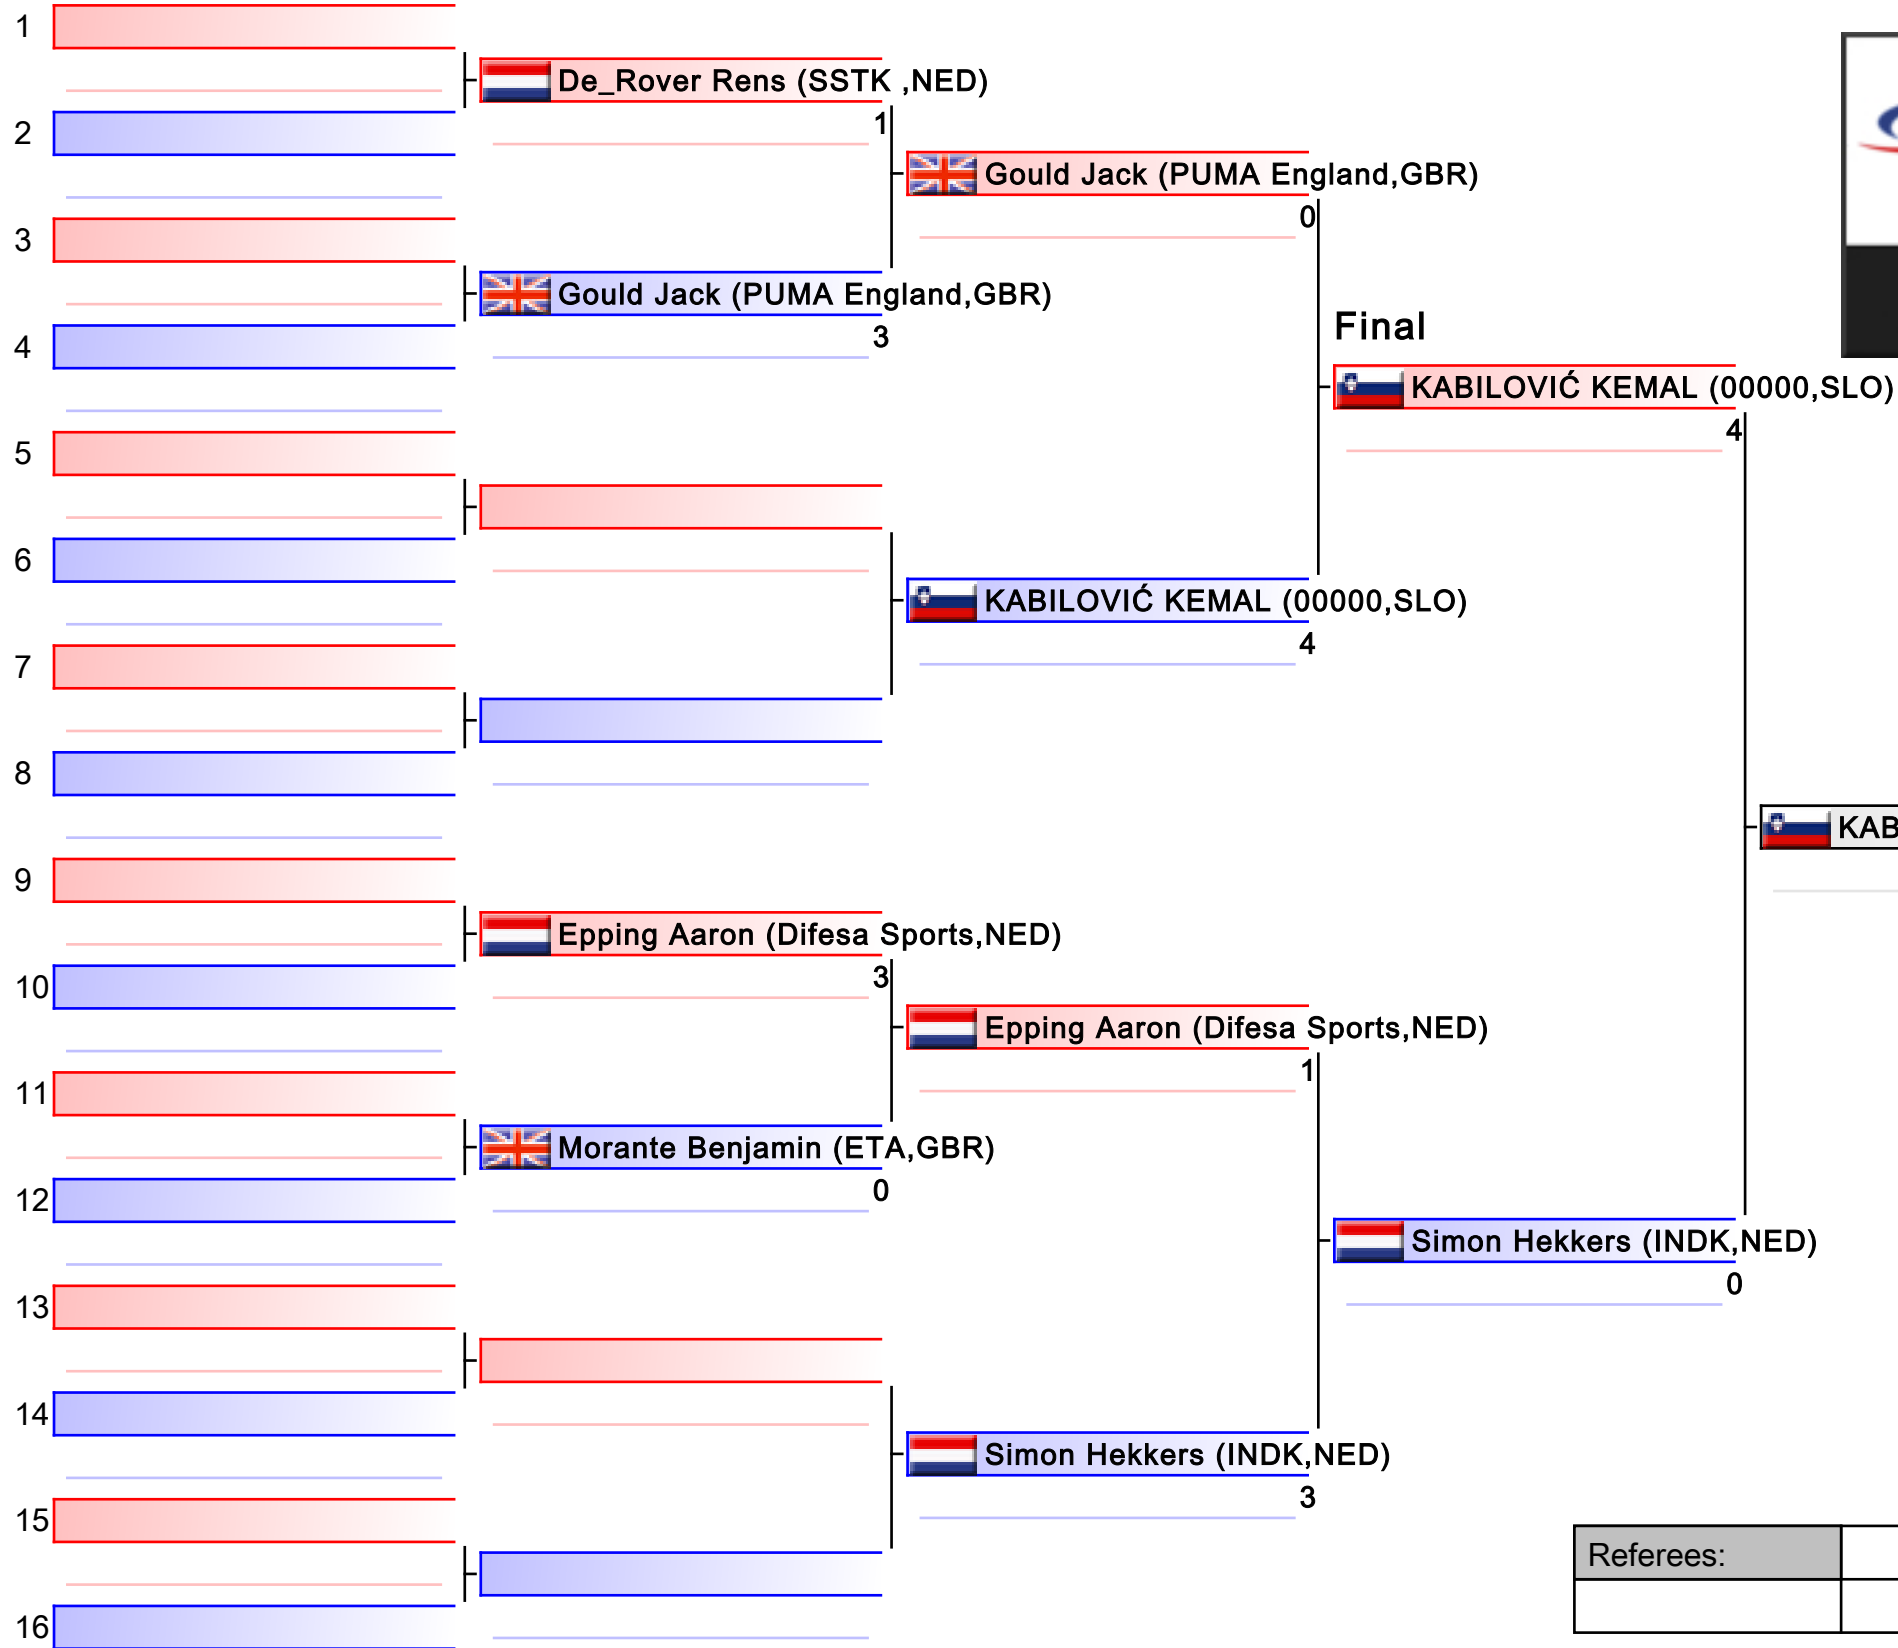 1
De_Rover Rens (SSTK ,NED)
1
2
Gould Jack (PUMA England,GBR)
0
3
Gould Jack (PUMA England,GBR)
3
4
Final
KABILOVIĆ KEMAL (00000,SLO)
4
5
6
KABILOVIĆ KEMAL (00000,SLO)
4
7
8
KAB
9
Epping Aaron (Difesa Sports,NED)
3
10
Epping Aaron (Difesa Sports,NED)
1
11
Morante Benjamin (ETA,GBR)
0
12
Simon Hekkers (INDK,NED)
0
13
14
Simon Hekkers (INDK,NED)
3
15
Referees:
16